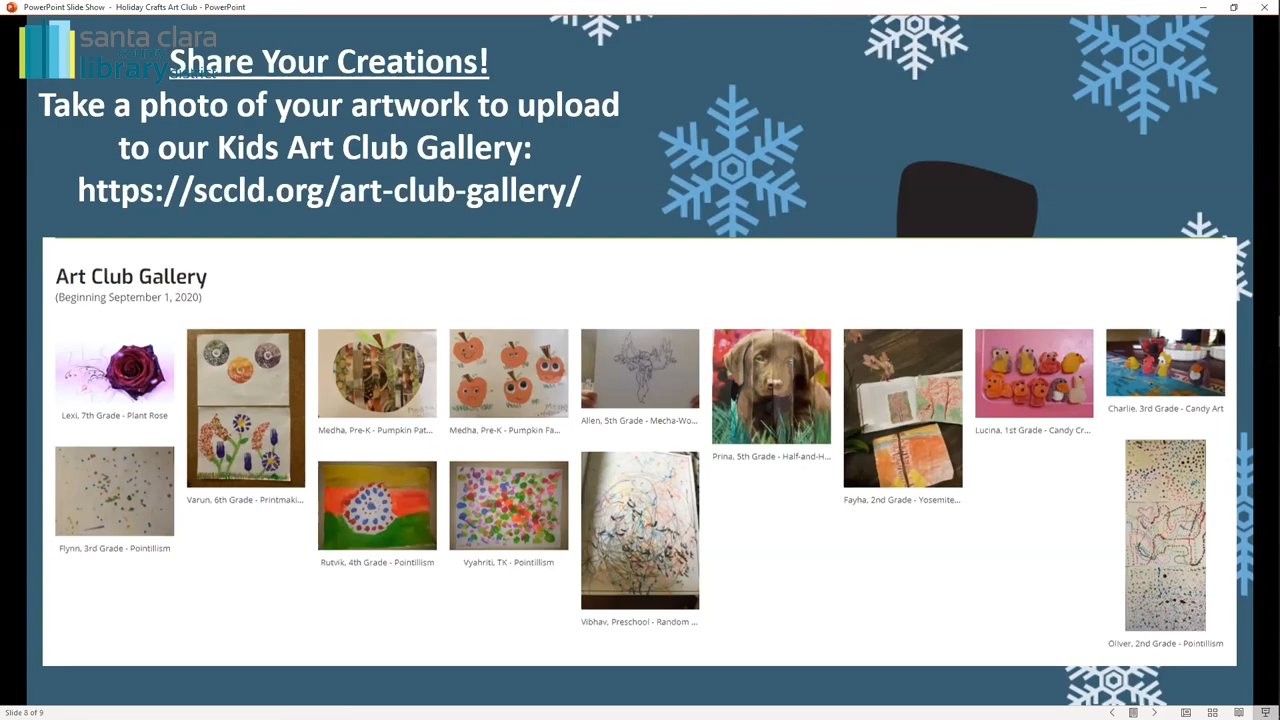 PowerPoint Slide Show - Holiday Crafts Art Club - PowerPoint
santa clara
county
library
district
Share Your Creations!
Take a photo of your artwork to upload
to our Kids Art Club Gallery:
https://sccld.org/art-club-gallery/
Art Club Gallery
(Beginning September 1, 2020)
Lexi, 7th Grade - Plant Rose
Varun, 6th Grade - Printmaki...
Medha, Pre-K - Pumpkin Pat...
Medha, Pre-K - Pumpkin Fa...
Allen, 5th Grade - Mecha-Wo...
Prina, 5th Grade - Half-and-H...
Fayha, 2nd Grade - Yosemite...
Lucina, 1st Grade - Candy Cr...
Charlie, 3rd Grade - Candy Art
Flynn, 3rd Grade - Pointillism
Rutvik, 4th Grade - Pointillism
Vyahriti, TK - Pointillism
Vibhav, Preschool - Random ...
Oliver, 2nd Grade - Pointillism
Slide 8 of 9